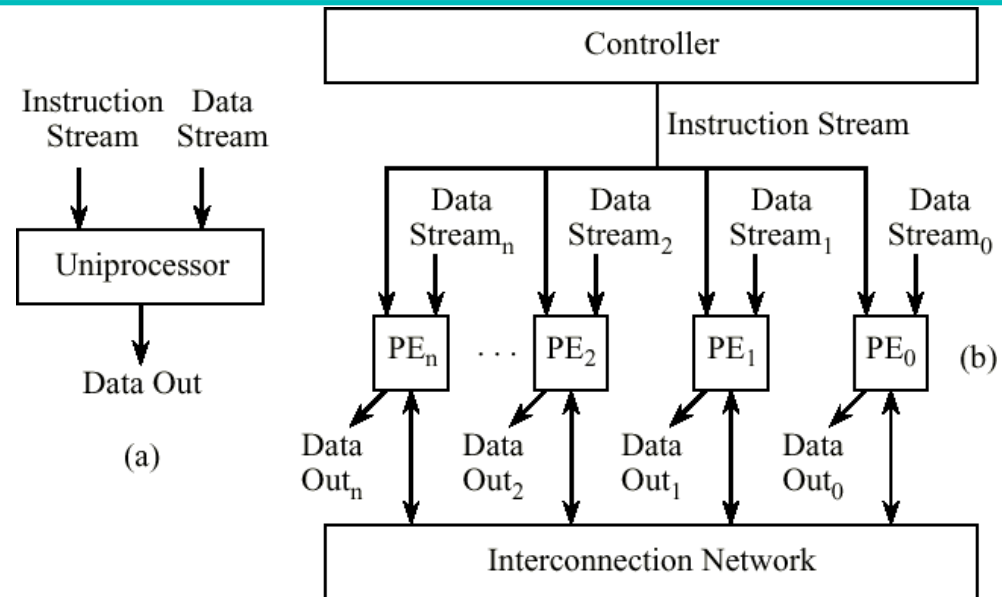 Controller
Instruction Data
Stream Stream
Instruction Stream
Uniprocessor
Data Out
(a)
Data Data Data Data
Streamₙ Stream₂ Stream₁ Stream₀
PEₙ ... PE₂ PE₁ PE₀ (b)
Data Data Data Data
Outₙ Out₂ Out₁ Out₀
Interconnection Network